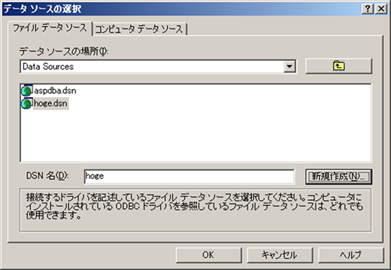 データ ソースの選択
ファイル データ ソース
コンピュータ データ ソース
データ ソースの場所(I):
Data Sources
aspdba.dsn
hoge.dsn
DSN 名(D):
hoge
新規作成(N)...
接続するドライバを記述しているファイル データ ソースを選択してください。コンピュータに
インストールされている ODBC ドライバを参照しているファイル データ ソースは、どれでも
使用できます。
OK
キャンセル
ヘルプ